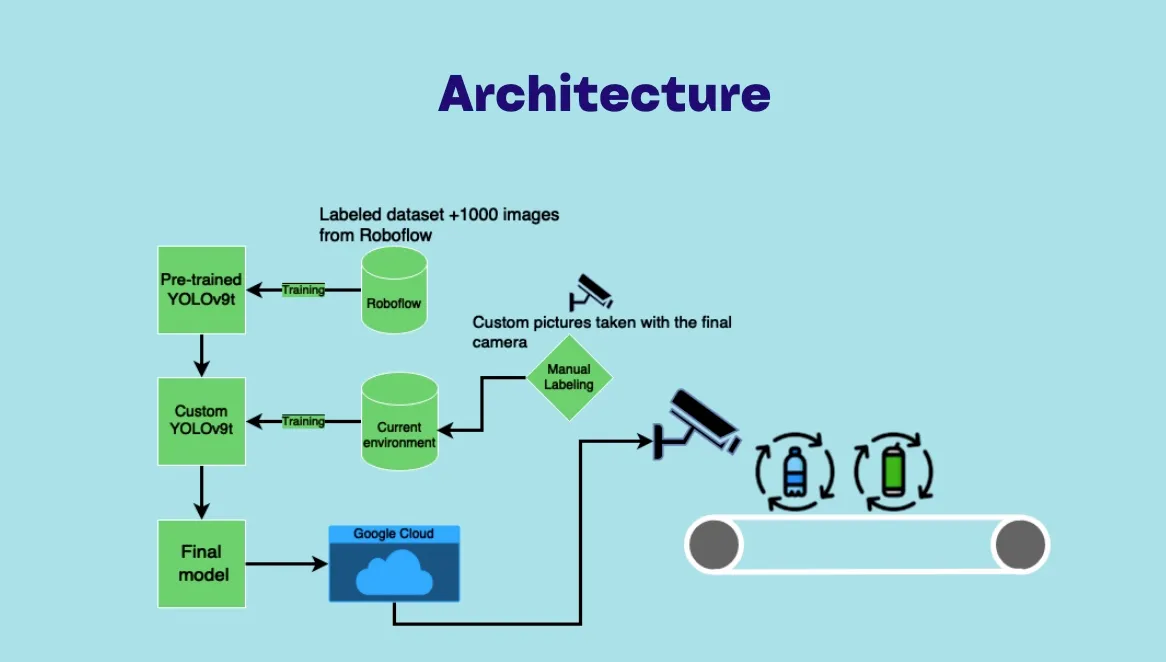 Architecture
Labeled dataset +1000 images
from Roboflow
Pre-trained
YOLOv9t
Training
Roboflow
Custom pictures taken with the final
camera
Manual
Labeling
Custom
YOLOv9t
Training
Current
environment
Final
model
Google Cloud